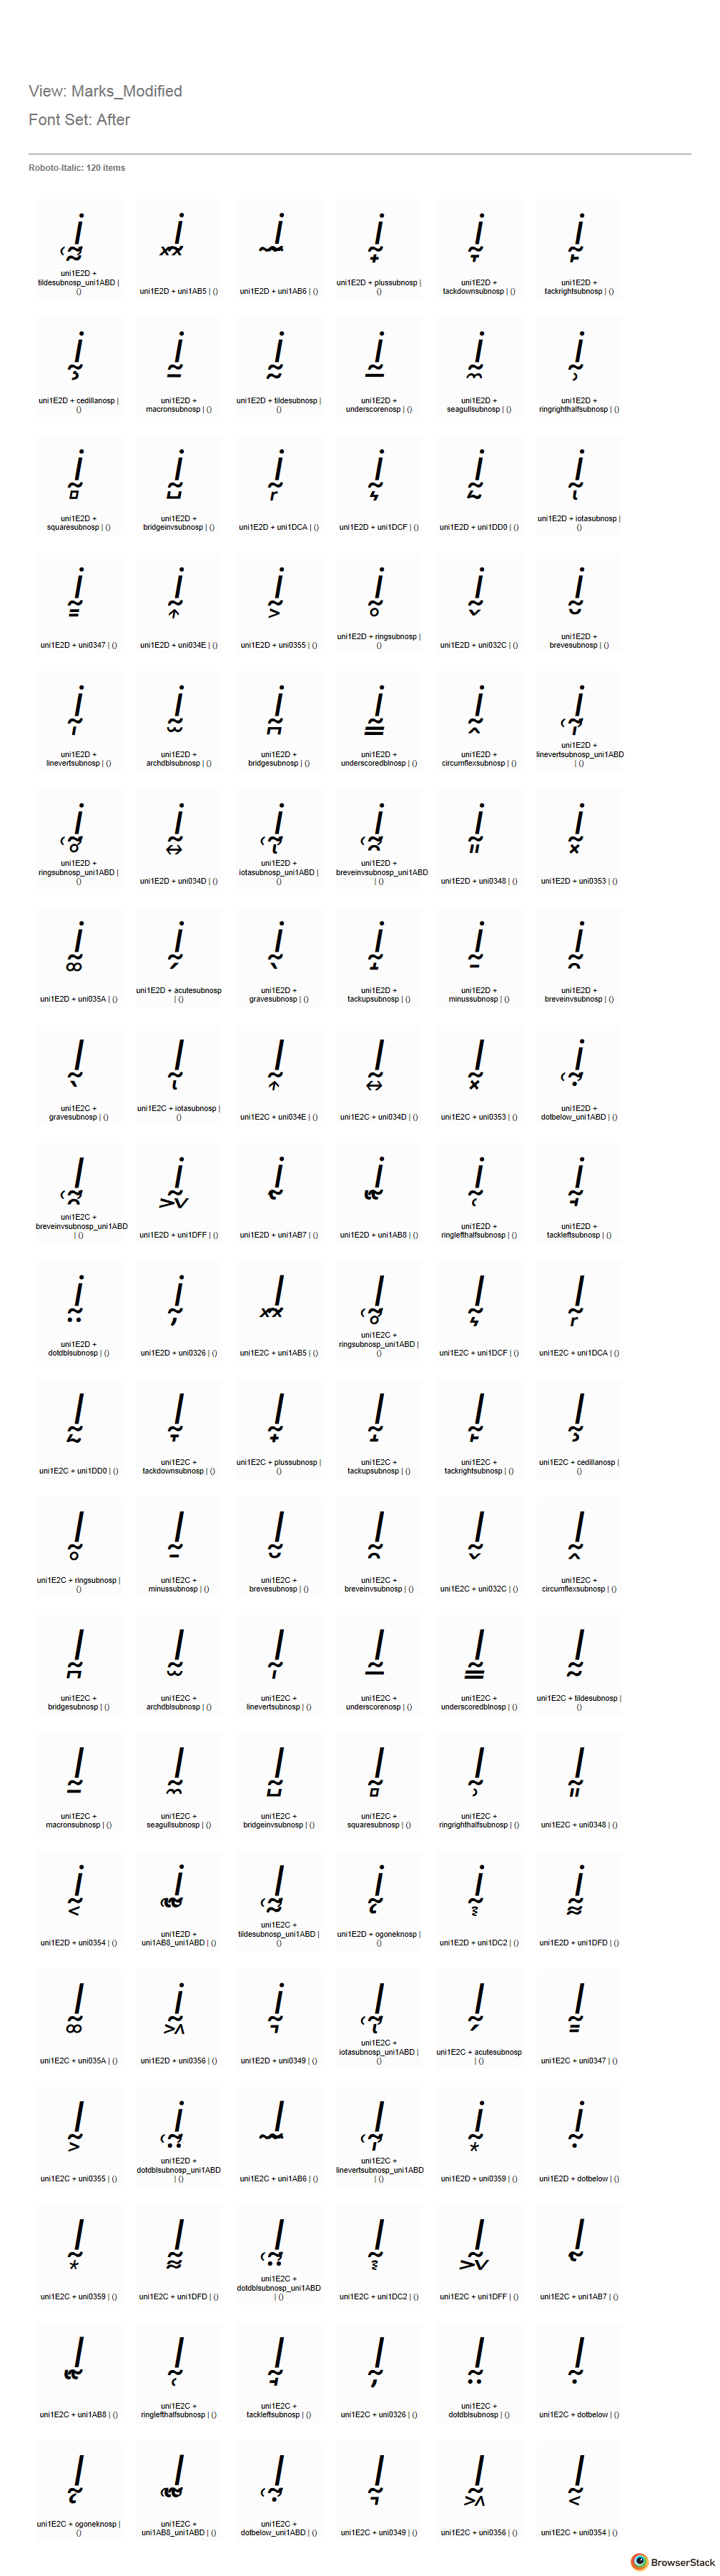 View: Marks_Modified
Font Set: After
Roboto-Italic: 120 items
uni1E2D +
tildesubnosp_uni1ABD |
()
uni1E2D + uni1AB5 | ()
uni1E2D + uni1AB6 | ()
uni1E2D + plussubnosp |
()
uni1E2D +
tackdownsubnosp | ()
uni1E2D +
tackrightsubnosp | ()
uni1E2D + cedillanosp |
()
uni1E2D +
macronsubnosp | ()
uni1E2D + tildesubnosp |
()
uni1E2D +
underscorenosp | ()
uni1E2D +
seagullsubnosp | ()
uni1E2D +
ringrighthalfsubnosp | ()
uni1E2D +
squaresubnosp | ()
uni1E2D +
bridgeinvsubnosp | ()
uni1E2D + uni1DCA | ()
uni1E2D + uni1DCF | ()
uni1E2D + uni1DD0 | ()
uni1E2D + iotasubnosp |
()
uni1E2D + uni0347 | ()
uni1E2D + uni034E | ()
uni1E2D + uni0355 | ()
uni1E2D + ringsubnosp |
()
uni1E2D + uni032C | ()
uni1E2D +
brevesubnosp | ()
uni1E2D +
linevertsubnosp | ()
uni1E2D +
archdblsubnosp | ()
uni1E2D +
bridgesubnosp | ()
uni1E2D +
underscoredblnosp | ()
uni1E2D +
circumflexsubnosp | ()
uni1E2D +
linevertsubnosp_uni1ABD
| ()
uni1E2D +
ringsubnosp_uni1ABD |
()
uni1E2D + uni034D | ()
uni1E2D +
iotasubnosp_uni1ABD |
()
uni1E2D +
breveinvsubnosp_uni1ABD
| ()
uni1E2D + uni0348 | ()
uni1E2D + uni0353 | ()
uni1E2D + uni035A | ()
uni1E2D + acutesubnosp
| ()
uni1E2D +
gravesubnosp | ()
uni1E2D +
tackupsubnosp | ()
uni1E2D +
minussubnosp | ()
uni1E2D +
breveinvsubnosp | ()
uni1E2C +
gravesubnosp | ()
uni1E2C + iotasubnosp |
()
uni1E2C + uni034E | ()
uni1E2C + uni034D | ()
uni1E2C + uni0353 | ()
uni1E2D +
dotbelow_uni1ABD | ()
uni1E2C +
breveinvsubnosp_uni1ABD
| ()
uni1E2D + uni1DFF | ()
uni1E2D + uni1AB7 | ()
uni1E2D + uni1AB8 | ()
uni1E2D +
ringlefthalfsubnosp | ()
uni1E2D +
tackleftsubnosp | ()
uni1E2D +
dotdblsubnosp | ()
uni1E2D + uni0326 | ()
uni1E2C + uni1AB5 | ()
uni1E2C +
ringsubnosp_uni1ABD |
()
uni1E2C + uni1DCF | ()
uni1E2C + uni1DCA | ()
uni1E2C + uni1DD0 | ()
uni1E2C +
tackdownsubnosp | ()
uni1E2C + plussubnosp |
()
uni1E2C +
tackupsubnosp | ()
uni1E2C +
tackrightsubnosp | ()
uni1E2C + cedillanosp |
()
uni1E2C + ringsubnosp |
()
uni1E2C +
minussubnosp | ()
uni1E2C +
brevesubnosp | ()
uni1E2C +
breveinvsubnosp | ()
uni1E2C + uni032C | ()
uni1E2C +
circumflexsubnosp | ()
uni1E2C +
bridgesubnosp | ()
uni1E2C +
archdblsubnosp | ()
uni1E2C +
linevertsubnosp | ()
uni1E2C +
underscorenosp | ()
uni1E2C +
underscoredblnosp | ()
uni1E2C + tildesubnosp |
()
uni1E2C +
macronsubnosp | ()
uni1E2C +
seagullsubnosp | ()
uni1E2C +
bridgeinvsubnosp | ()
uni1E2C +
squaresubnosp | ()
uni1E2C +
ringrighthalfsubnosp | ()
uni1E2C + uni0348 | ()
uni1E2D + uni0354 | ()
uni1E2D +
uni1AB8_uni1ABD | ()
uni1E2C +
tildesubnosp_uni1ABD |
()
uni1E2D + ogoneknosp |
()
uni1E2D + uni1DC2 | ()
uni1E2D + uni1DFD | ()
uni1E2C + uni035A | ()
uni1E2D + uni0356 | ()
uni1E2D + uni0349 | ()
uni1E2C +
iotasubnosp_uni1ABD |
()
uni1E2C + acutesubnosp
| ()
uni1E2C + uni0347 | ()
uni1E2C + uni0355 | ()
uni1E2D +
dotdblsubnosp_uni1ABD
| ()
uni1E2C + uni1AB6 | ()
uni1E2C +
linevertsubnosp_uni1ABD
| ()
uni1E2D + uni0359 | ()
uni1E2D + dotbelow | ()
uni1E2C + uni0359 | ()
uni1E2C + uni1DFD | ()
uni1E2C +
dotdblsubnosp_uni1ABD
| ()
uni1E2C + uni1DC2 | ()
uni1E2C + uni1DFF | ()
uni1E2C + uni1AB7 | ()
uni1E2C + uni1AB8 | ()
uni1E2C +
ringlefthalfsubnosp | ()
uni1E2C +
tackleftsubnosp | ()
uni1E2C + uni0326 | ()
uni1E2C +
dotdblsubnosp | ()
uni1E2C + dotbelow | ()
uni1E2C + ogoneknosp |
()
uni1E2C +
uni1AB8_uni1ABD | ()
uni1E2C +
dotbelow_uni1ABD | ()
uni1E2C + uni0349 | ()
uni1E2C + uni0356 | ()
uni1E2C + uni0354 | ()
BrowserStack